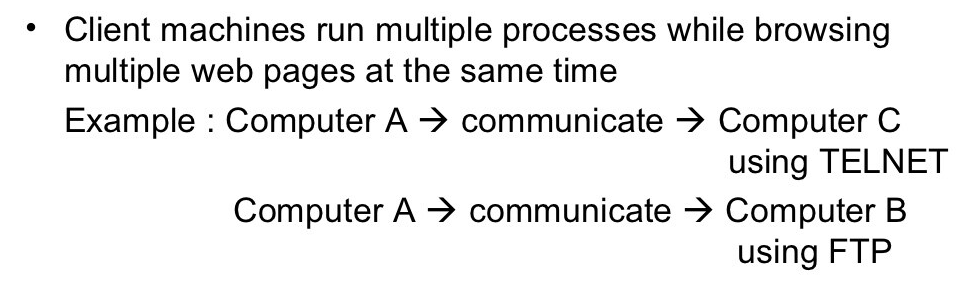 • Client machines run multiple processes while browsing
multiple web pages at the same time
Example : Computer A → communicate → Computer C
using TELNET
Computer A → communicate → Computer B
using FTP